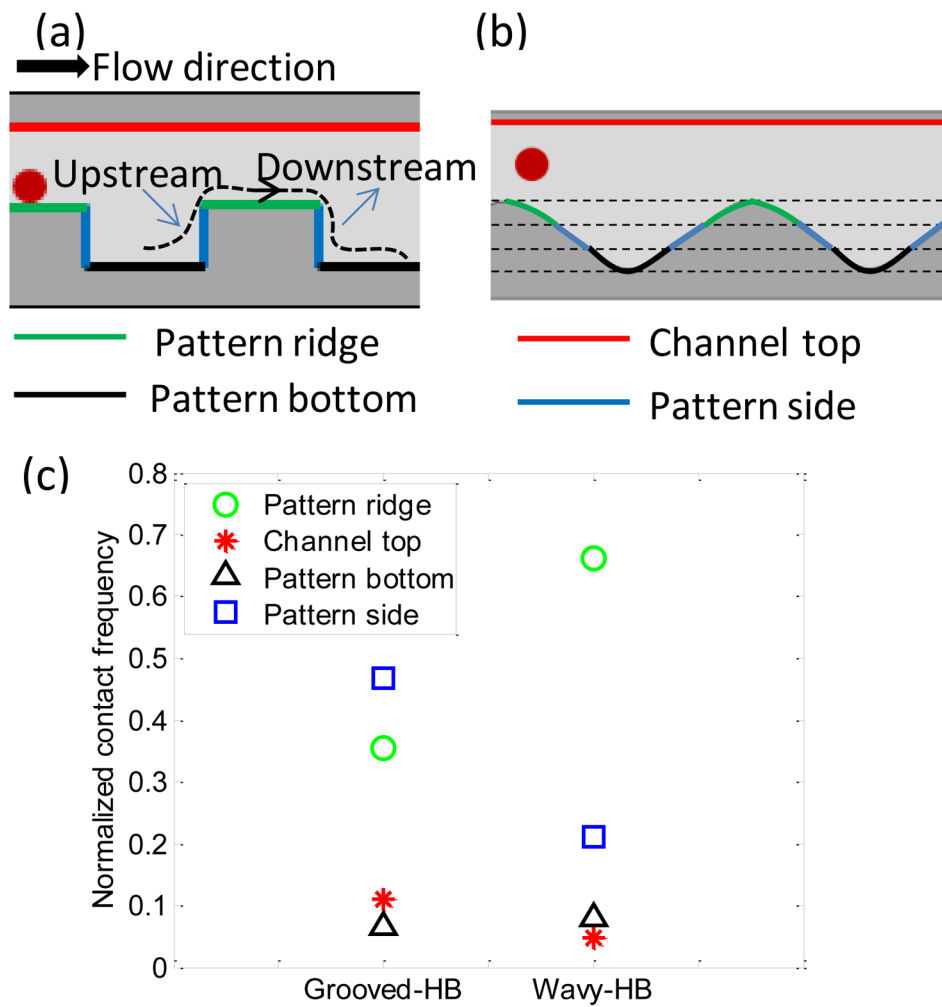 (a)
Flow direction
Upstream
Downstream
(b)
Pattern ridge
Channel top
Pattern bottom
Pattern side
(c)
Normalized contact frequency
0.8
0.7
0.6
0.5
0.4
0.3
0.2
0.1
0
Pattern ridge
Channel top
Pattern bottom
Pattern side
Grooved-HB
Wavy-HB